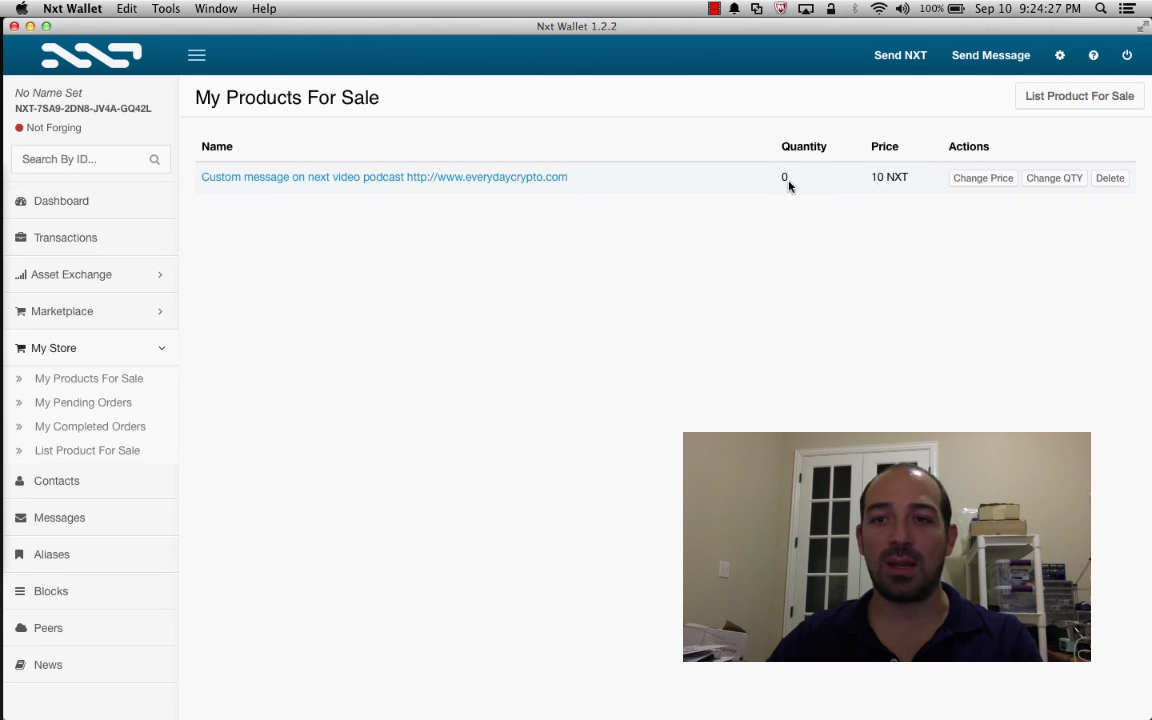 Nxt Wallet Edit Tools Window Help
100% Sep 10 9:24:27 PM
Nxt Wallet 1.2.2
Send NXT Send Message
No Name Set
NXT-7SA9-2DN8-JV4A-GQ42L
Not Forging
Search By ID...
Dashboard
Transactions
Asset Exchange
Marketplace
My Store
My Products For Sale
My Pending Orders
My Completed Orders
List Product For Sale
Contacts
Messages
Aliases
Blocks
Peers
News
My Products For Sale
List Product For Sale
Name Quantity Price Actions
Custom message on next video podcast http://www.everydaycrypto.com 0 10 NXT Change Price Change QTY Delete